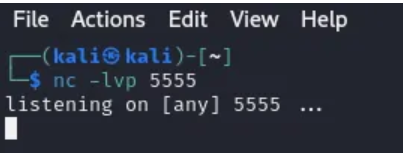 File Actions Edit View Help
┌──(kali㉿kali)-[~]
└─$ nc -lvp 5555
listening on [any] 5555 ...